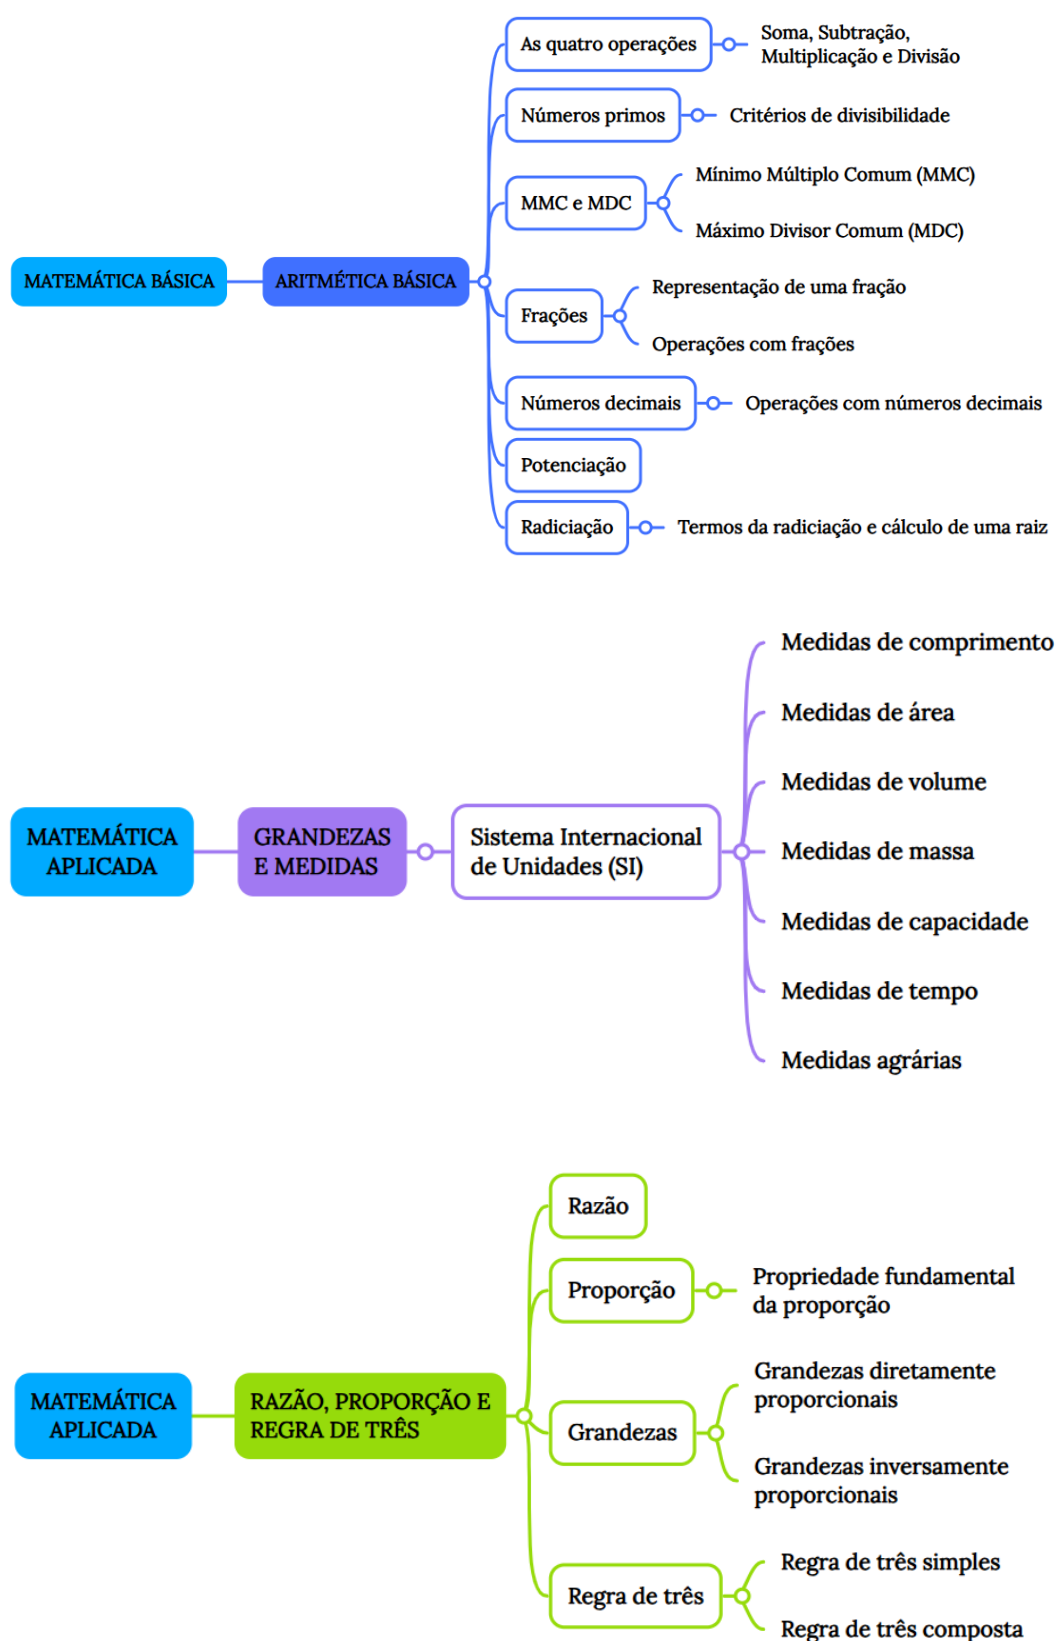 MATEMÁTICA BÁSICA
ARITMÉTICA BÁSICA
As quatro operações
Soma, Subtração,
Multiplicação e Divisão
Números primos
Critérios de divisibilidade
MMC e MDC
Mínimo Múltiplo Comum (MMC)
Máximo Divisor Comum (MDC)
Frações
Representação de uma fração
Operações com frações
Números decimais
Operações com números decimais
Potenciação
Radiciação
Termos da radiciação e cálculo de uma raiz
MATEMÁTICA
APLICADA
GRANDEZAS
E MEDIDAS
Sistema Internacional
de Unidades (SI)
Medidas de comprimento
Medidas de área
Medidas de volume
Medidas de massa
Medidas de capacidade
Medidas de tempo
Medidas agrárias
MATEMÁTICA
APLICADA
RAZÃO, PROPORÇÃO E
REGRA DE TRÊS
Razão
Proporção
Propriedade fundamental
da proporção
Grandezas
Grandezas diretamente
proporcionais
Grandezas inversamente
proporcionais
Regra de três
Regra de três simples
Regra de três composta